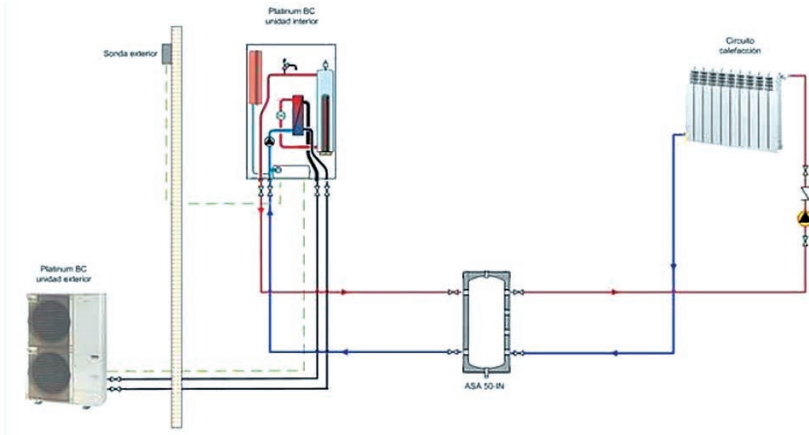 Platinum BC
unidad interior
Sonda exterior
Circuito
calefacción
Platinum BC
unidad exterior
ASA 50-IN